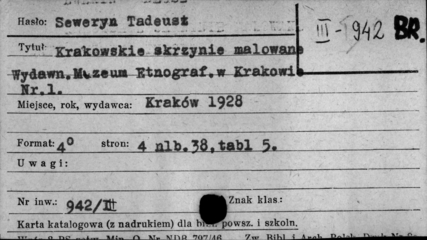 Hasło: Seweryn Tadeusz
III-942 BR.
Tytuł Krakowskie skrzynie malowane
Wydawn.Muzeum Etnograf.w Krakowie
Nr.1.
Miejsce, rok, wydawca: Kraków 1928
Format: 4° stron: 4 nlb.38,tabl 5.
Uwagi:
Nr inw.: 942/III Znak klas.:
Karta katalogowa (z nadrukiem) dla powsz. i szkoln.